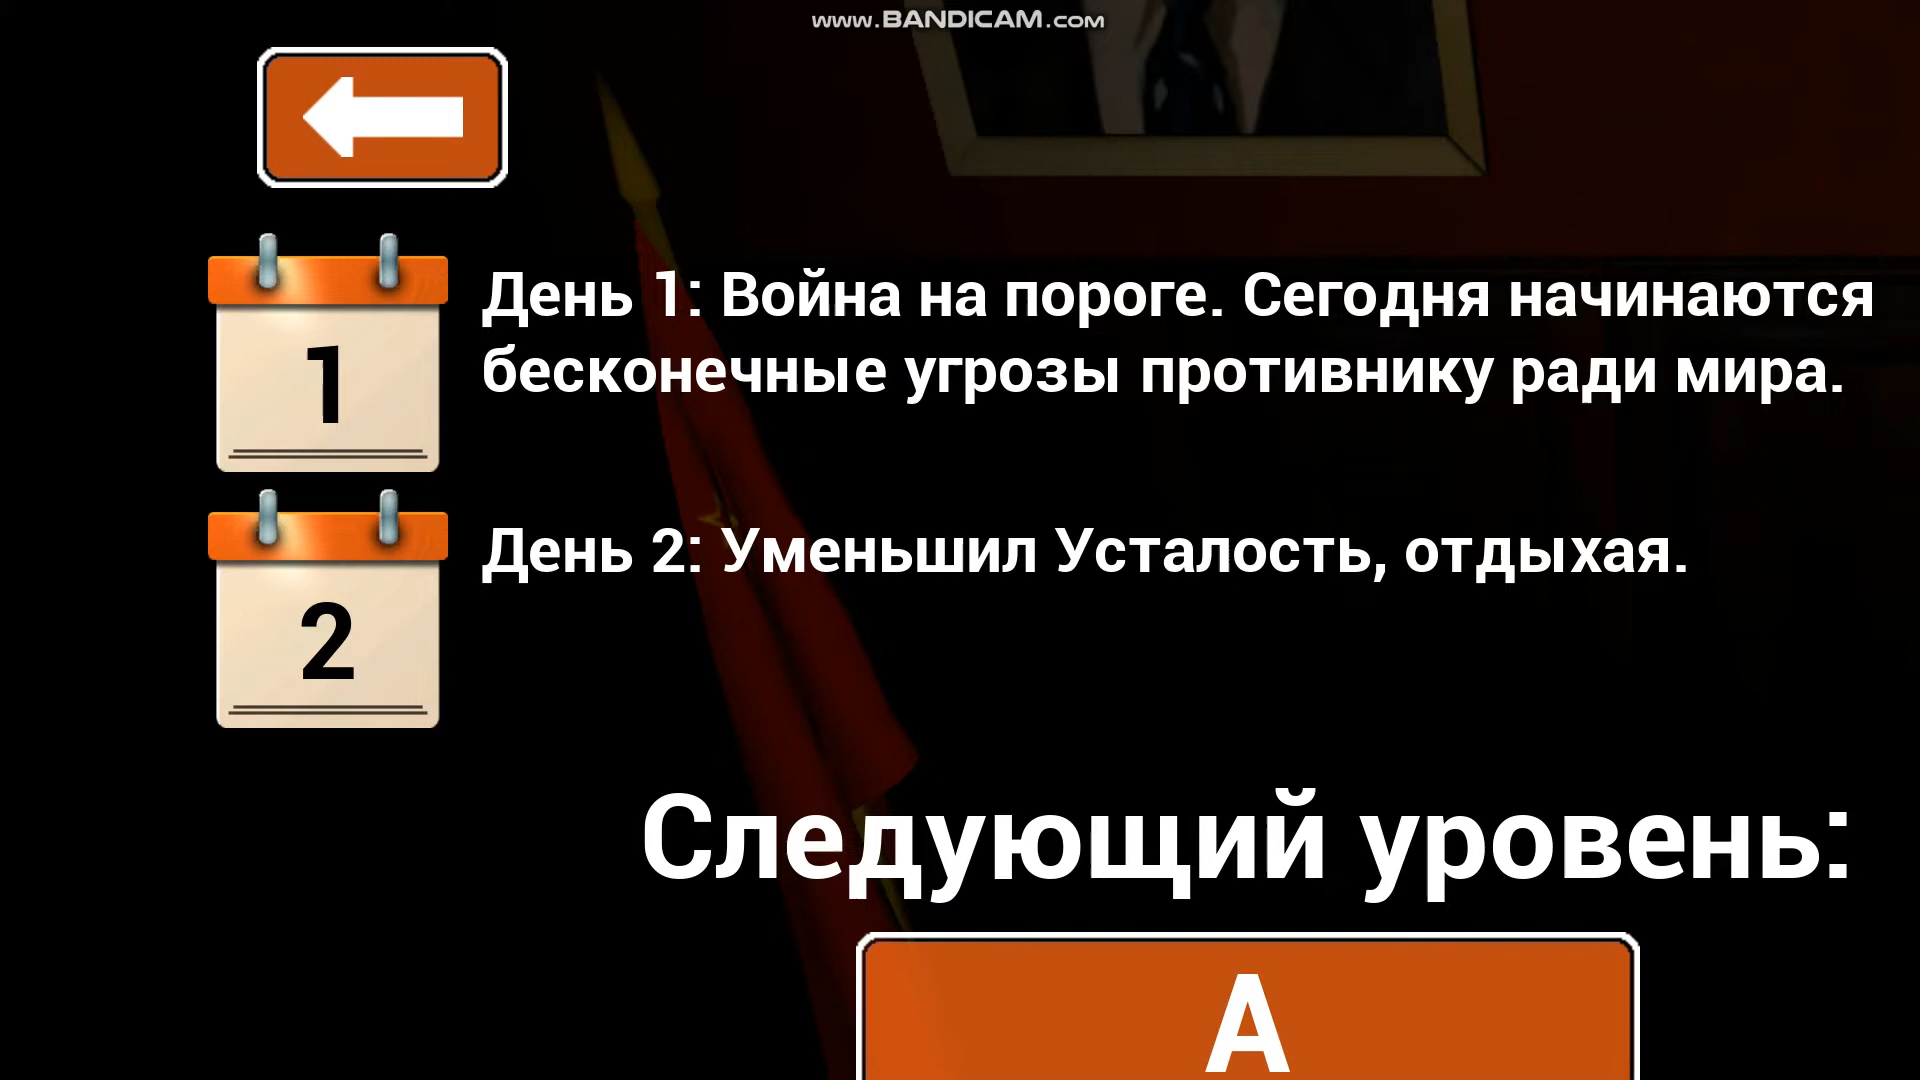 www.BANDICAM.com
1
День 1: Война на пороге. Сегодня начинаются
бесконечные угрозы противнику ради мира.
2
День 2: Уменьшил Усталость, отдыхая.
Следующий уровень:
А